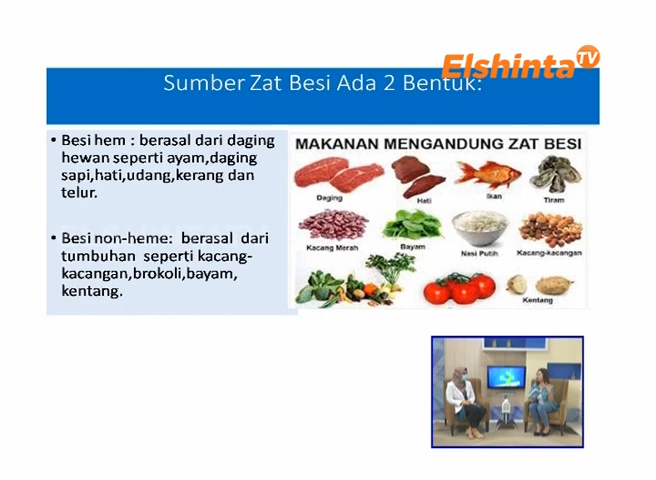 Elshinta TV
Sumber Zat Besi Ada 2 Bentuk:
• Besi hem : berasal dari daging
hewan seperti ayam,daging
sapi,hati,udang,kerang dan
telur.
• Besi non-heme: berasal dari
tumbuhan seperti kacang-
kacangan,brokoli,bayam,
kentang.
MAKANAN MENGANDUNG ZAT BESI
Daging
Hati
Ikan
Tiram
Kacang Merah
Bayam
Nasi Putih
Kacang-kacangan
Kentang